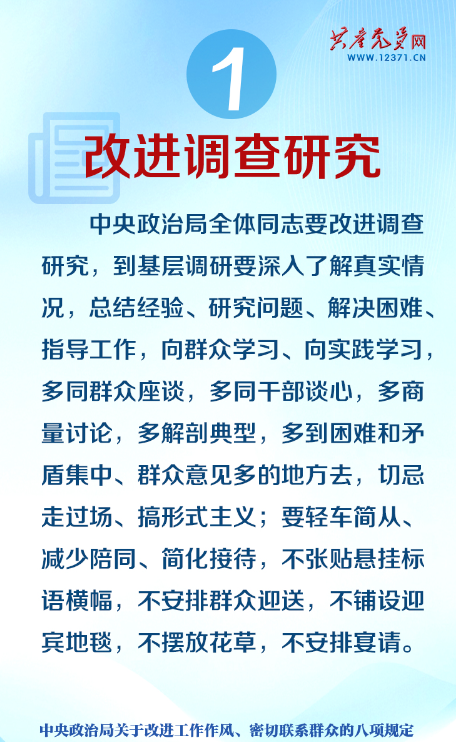 共产党员网
WWW.12371.CN
1
改进调查研究
中央政治局全体同志要改进调查
研究，到基层调研要深入了解真实情
况，总结经验、研究问题、解决困难、
指导工作，向群众学习、向实践学习，
多同群众座谈，多同干部谈心，多商
量讨论，多解剖典型，多到困难和矛
盾集中、群众意见多的地方去，切忌
走过场、搞形式主义；要轻车简从、
减少陪同、简化接待，不张贴悬挂标
语横幅，不安排群众迎送，不铺设迎
宾地毯，不摆放花草，不安排宴请。
中央政治局关于改进工作作风、密切联系群众的八项规定